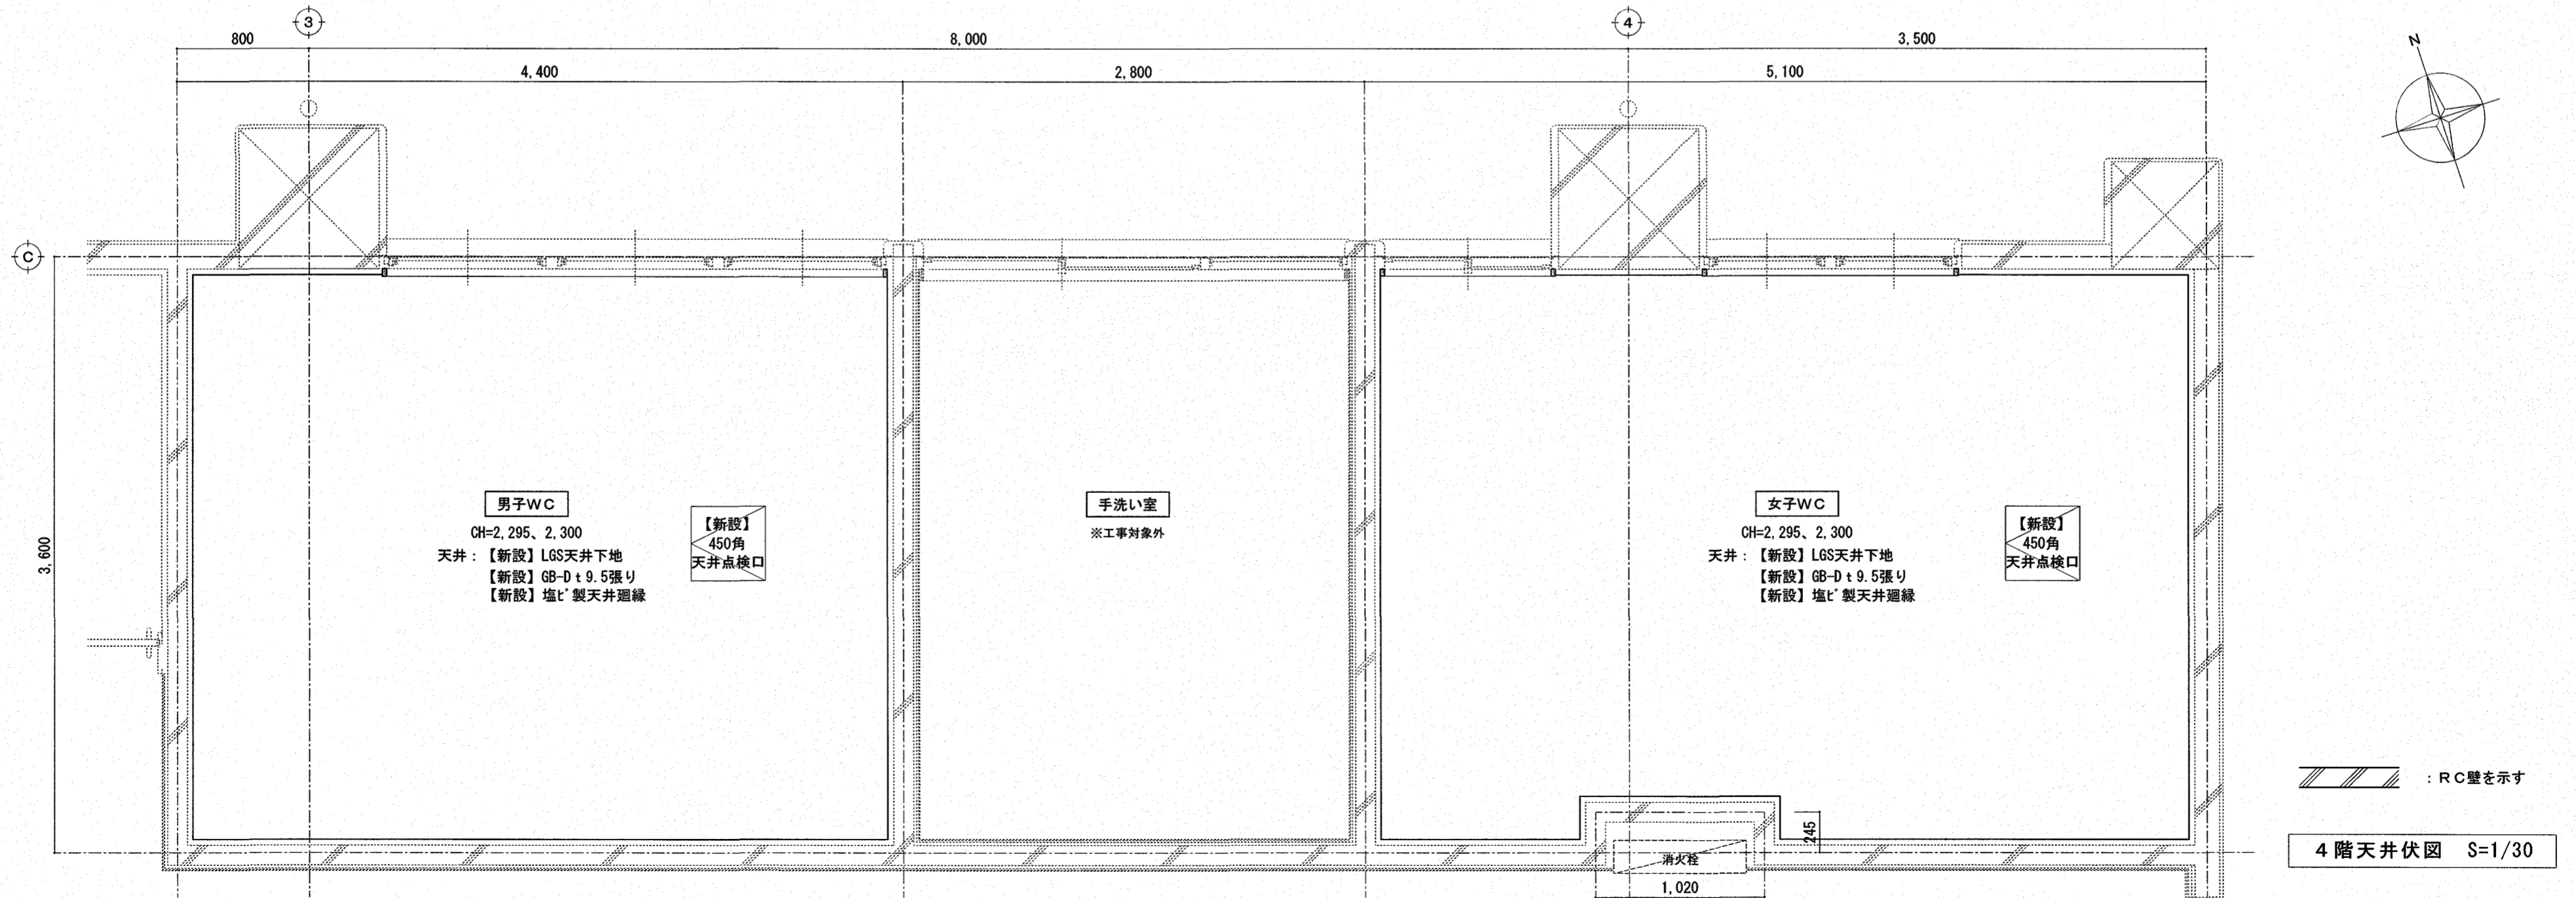 3
4
N
800
8,000
3,500
4,400
2,800
5,100
C
3,600
男子WC
CH=2,295、2,300
天井：【新設】LGS天井下地
【新設】GB-Dｔ9.5張り
【新設】塩ﾋﾞ製天井廻縁
【新設】
450角
天井点検口
手洗い室
※工事対象外
女子WC
CH=2,295、2,300
天井：【新設】LGS天井下地
【新設】GB-Dｔ9.5張り
【新設】塩ﾋﾞ製天井廻縁
【新設】
450角
天井点検口
245
消火栓
1,020
：ＲＣ壁を示す
４階天井伏図　S=1/30